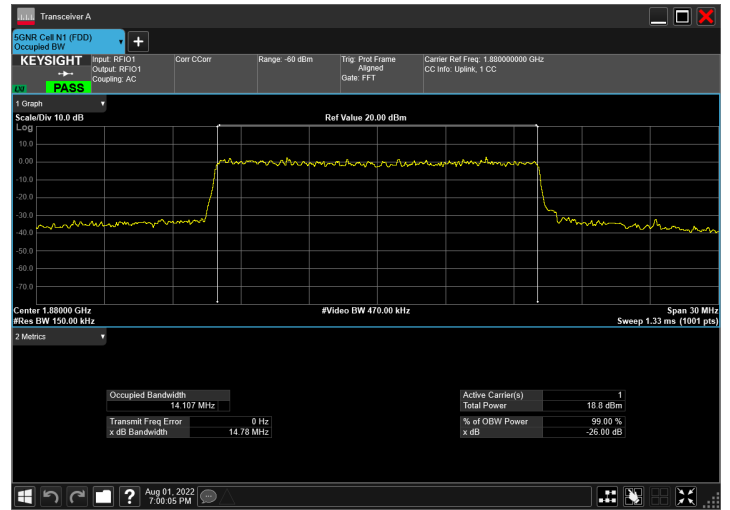 Transceiver A
5GNR Cell N1 (FDD)
Occupied BW
KEYSIGHT
LXI
PASS
Input: RFIO1
Output: RFIO1
Coupling: AC
Corr CCorr
Range: -60 dBm
Trig: Prot Frame
Aligned
Gate: FFT
Carrier Ref Freq: 1.880000000 GHz
CC Info: Uplink, 1 CC
1 Graph
Scale/Div 10.0 dB
Ref Value 20.00 dBm
Log
10.0
0.00
-10.0
-20.0
-30.0
-40.0
-50.0
-60.0
-70.0
Center 1.88000 GHz
#Video BW 470.00 kHz
Span 30 MHz
#Res BW 150.00 kHz
Sweep 1.33 ms (1001 pts)
2 Metrics
Occupied Bandwidth
14.107 MHz
Transmit Freq Error 0 Hz
x dB Bandwidth 14.78 MHz
Active Carrier(s) 1
Total Power 18.8 dBm
% of OBW Power 99.00 %
x dB -26.00 dB
?
Aug 01, 2022
7:00:05 PM